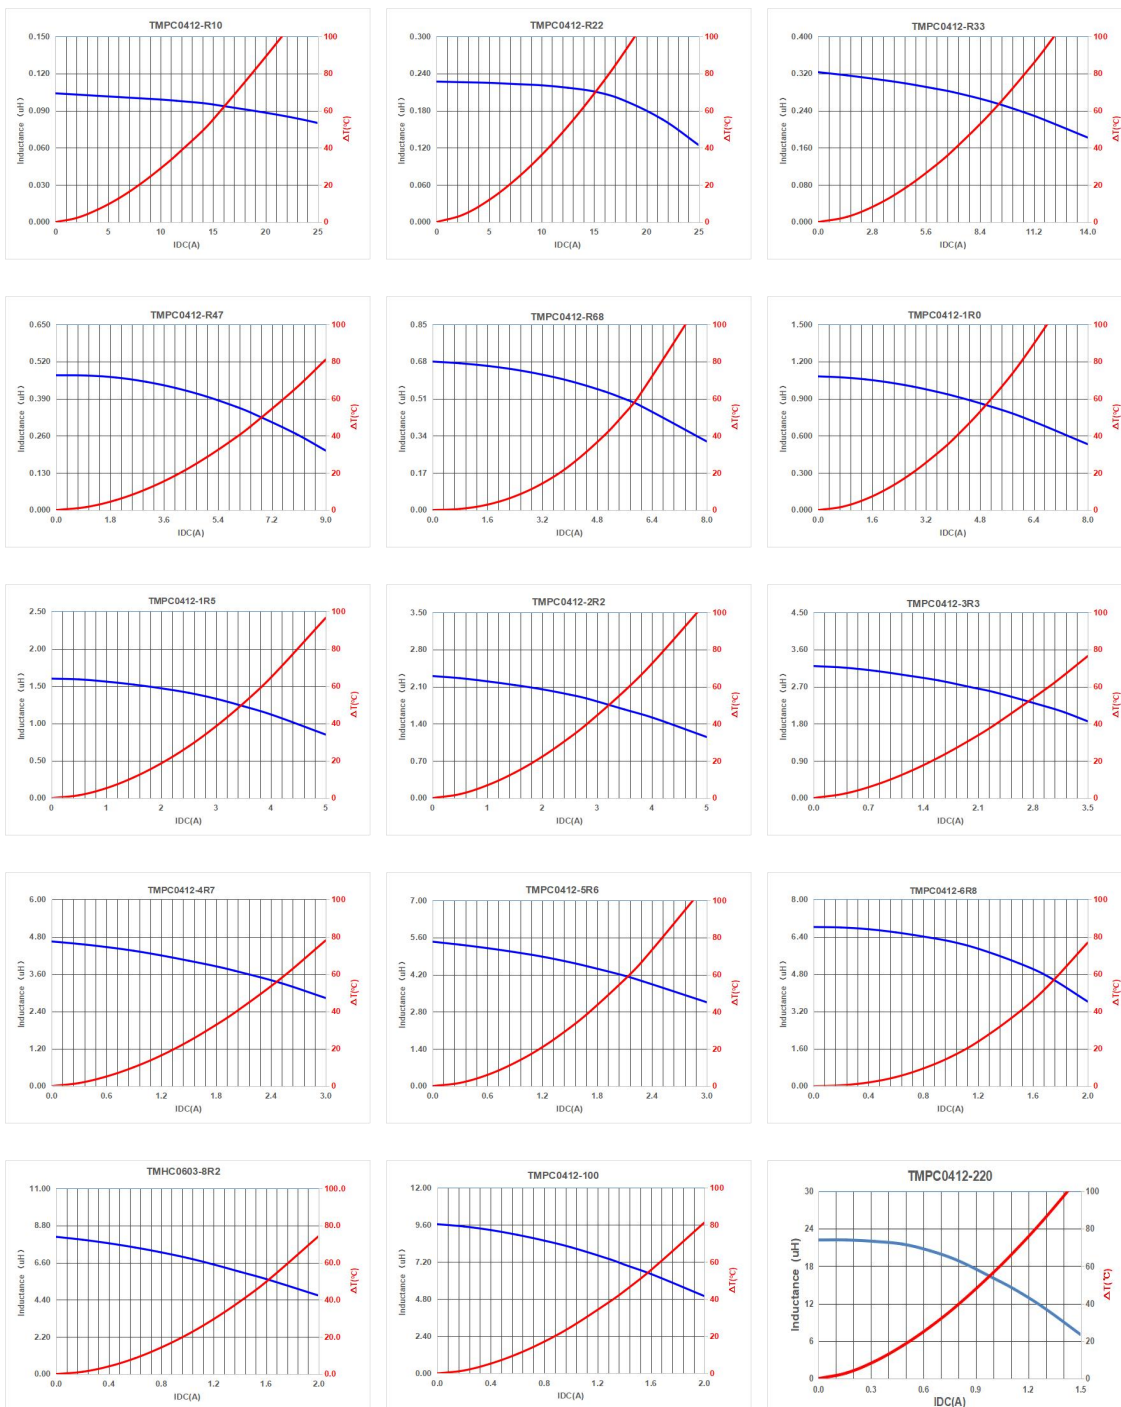 TMPC0412-R10
0.150
0.120
0.090
0.060
0.030
0.000
Inductance (uH)
100
80
60
40
20
0
ΔT(℃)
0 5 10 15 20 25
IDC(A)
TMPC0412-R22
0.300
0.240
0.180
0.120
0.060
0.000
Inductance (uH)
100
80
60
40
20
0
ΔT(℃)
0 5 10 15 20 25
IDC(A)
TMPC0412-R33
0.400
0.320
0.240
0.160
0.080
0.000
Inductance (uH)
100
80
60
40
20
0
ΔT(℃)
0.0 2.8 5.6 8.4 11.2 14.0
IDC(A)
TMPC0412-R47
0.650
0.520
0.390
0.260
0.130
0.000
Inductance (uH)
100
80
60
40
20
0
ΔT(℃)
0.0 1.8 3.6 5.4 7.2 9.0
IDC(A)
TMPC0412-R68
0.85
0.68
0.51
0.34
0.17
0.00
Inductance (uH)
100
80
60
40
20
0
ΔT(℃)
0.0 1.6 3.2 4.8 6.4 8.0
IDC(A)
TMPC0412-1R0
1.500
1.200
0.900
0.600
0.300
0.000
Inductance (uH)
100
80
60
40
20
0
ΔT(℃)
0.0 1.6 3.2 4.8 6.4 8.0
IDC(A)
TMPC0412-1R5
2.50
2.00
1.50
1.00
0.50
0.00
Inductance (uH)
100
80
60
40
20
0
ΔT(℃)
0 1 2 3 4 5
IDC(A)
TMPC0412-2R2
3.50
2.80
2.10
1.40
0.70
0.00
Inductance (uH)
100
80
60
40
20
0
ΔT(℃)
0 1 2 3 4 5
IDC(A)
TMPC0412-3R3
4.50
3.60
2.70
1.80
0.90
0.00
Inductance (uH)
100
80
60
40
20
0
ΔT(℃)
0.0 0.7 1.4 2.1 2.8 3.5
IDC(A)
TMPC0412-4R7
6.00
4.80
3.60
2.40
1.20
0.00
Inductance (uH)
100
80
60
40
20
0
ΔT(℃)
0.0 0.6 1.2 1.8 2.4 3.0
IDC(A)
TMPC0412-5R6
7.00
5.60
4.20
2.80
1.40
0.00
Inductance (uH)
100
80
60
40
20
0
ΔT(℃)
0.0 0.6 1.2 1.8 2.4 3.0
IDC(A)
TMPC0412-6R8
8.00
6.40
4.80
3.20
1.60
0.00
Inductance (uH)
100
80
60
40
20
0
ΔT(℃)
0.0 0.4 0.8 1.2 1.6 2.0
IDC(A)
TMHC0603-8R2
11.00
8.80
6.60
4.40
2.20
0.00
Inductance (uH)
100.0
80.0
60.0
40.0
20.0
0.0
ΔT(℃)
0.0 0.4 0.8 1.2 1.6 2.0
IDC(A)
TMPC0412-100
12.00
9.60
7.20
4.80
2.40
0.00
Inductance (uH)
100
80
60
40
20
0
ΔT(℃)
0.0 0.4 0.8 1.2 1.6 2.0
IDC(A)
TMPC0412-220
30
24
18
12
6
0
Inductance (uH)
100
80
60
40
20
0
ΔT(℃)
0.0 0.3 0.6 0.9 1.2 1.5
IDC(A)